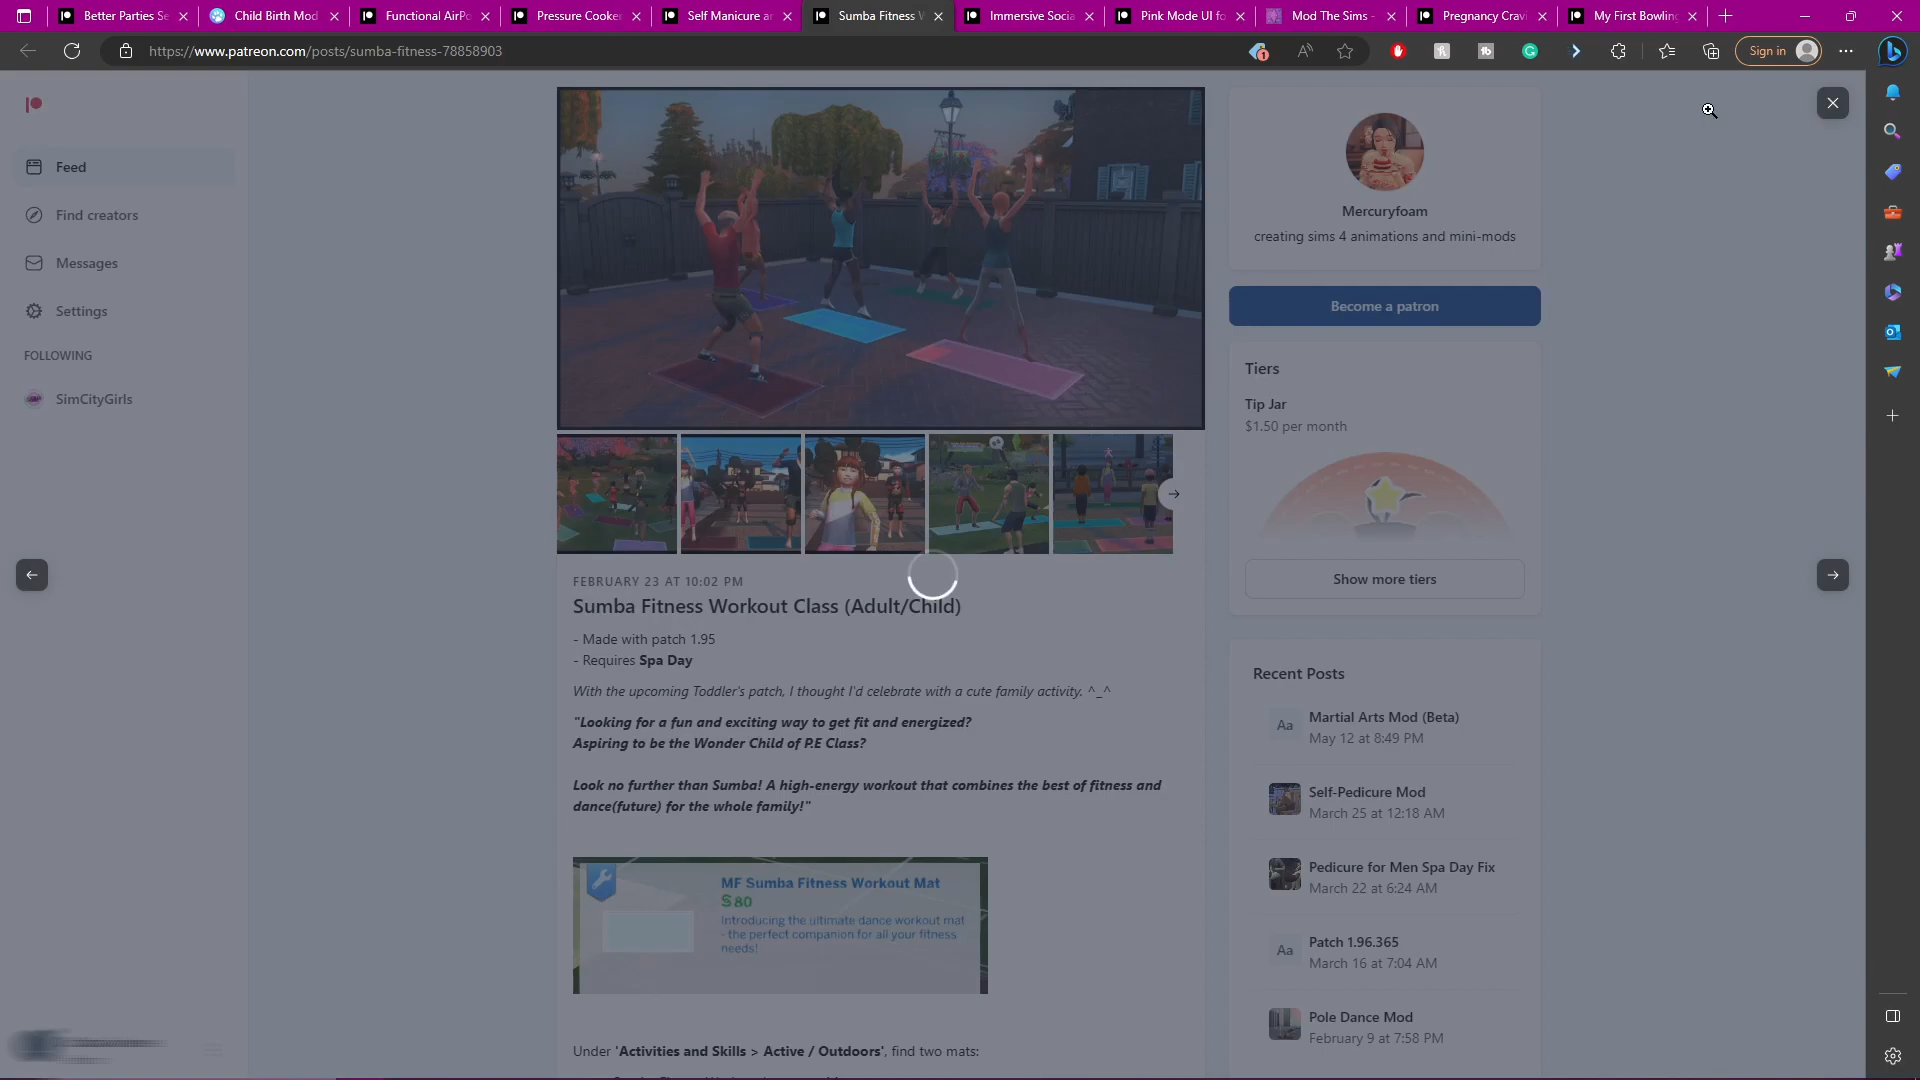 Better Parties Se
Child Birth Mod
Functional AirPo
Pressure Cooke
Self Manicure ar
Sumba Fitness
Immersive Socia
Pink Mode UI fo
Mod The Sims -
Pregnancy Cravi
My First Bowling
https://www.patreon.com/posts/sumba-fitness-78858903
Sign in
Feed
Find creators
Messages
Settings
FOLLOWING
SimCityGirls
FEBRUARY 23 AT 10:02 PM
Sumba Fitness Workout Class (Adult/Child)
- Made with patch 1.95
- Requires Spa Day
With the upcoming Toddler's patch, I thought I'd celebrate with a cute family activity. ^_^
"Looking for a fun and exciting way to get fit and energized?
Aspiring to be the Wonder Child of P.E Class?
Look no further than Sumba! A high-energy workout that combines the best of fitness and
dance(future) for the whole family!"
MF Sumba Fitness Workout Mat
§80
Introducing the ultimate dance workout mat
- the perfect companion for all your fitness
needs!
Under 'Activities and Skills > Active / Outdoors', find two mats:
Mercuryfoam
creating sims 4 animations and mini-mods
Become a patron
Tiers
Tip Jar
$1.50 per month
Show more tiers
Recent Posts
Aa
Martial Arts Mod (Beta)
May 12 at 8:49 PM
Self-Pedicure Mod
March 25 at 12:18 AM
Pedicure for Men Spa Day Fix
March 22 at 6:24 AM
Aa
Patch 1.96.365
March 16 at 7:04 AM
Pole Dance Mod
February 9 at 7:58 PM